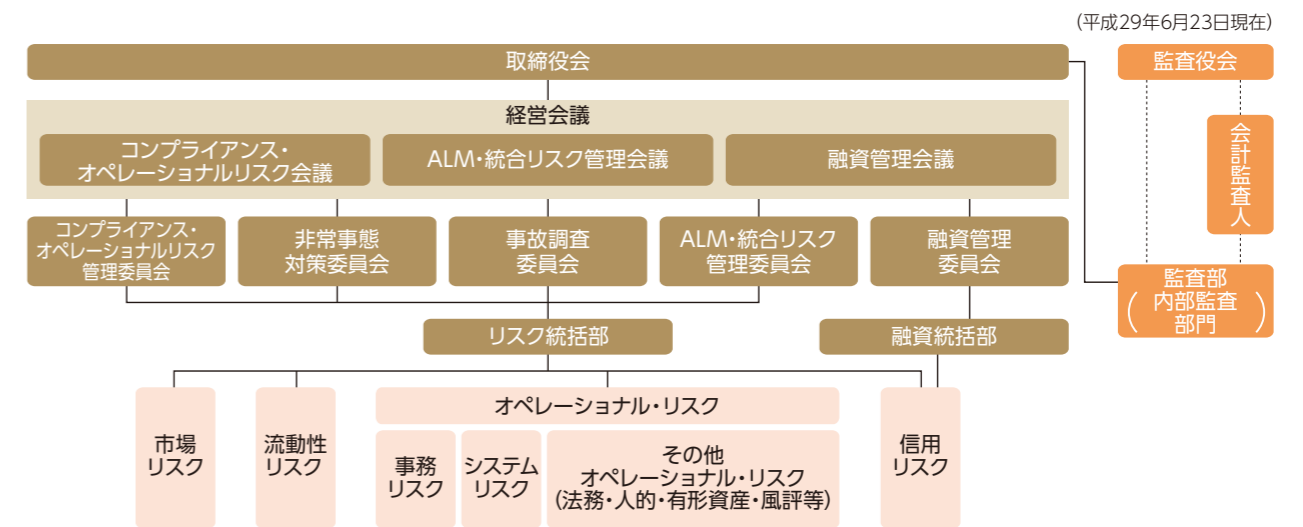 (平成29年6月23日現在)
取締役会
監査役会
経営会議
コンプライアンス・
オペレーショナルリスク会議
ALM・統合リスク管理会議
融資管理会議
会計監査人
コンプライアンス・
オペレーショナルリスク
管理委員会
非常事態
対策委員会
事故調査
委員会
ALM・統合リスク
管理委員会
融資管理
委員会
監査部
(内部監査
部門)
リスク統括部
融資統括部
市場
リスク
流動性
リスク
オペレーショナル・リスク
事務
リスク
システム
リスク
その他
オペレーショナル・リスク
(法務・人的・有形資産・風評等)
信用
リスク